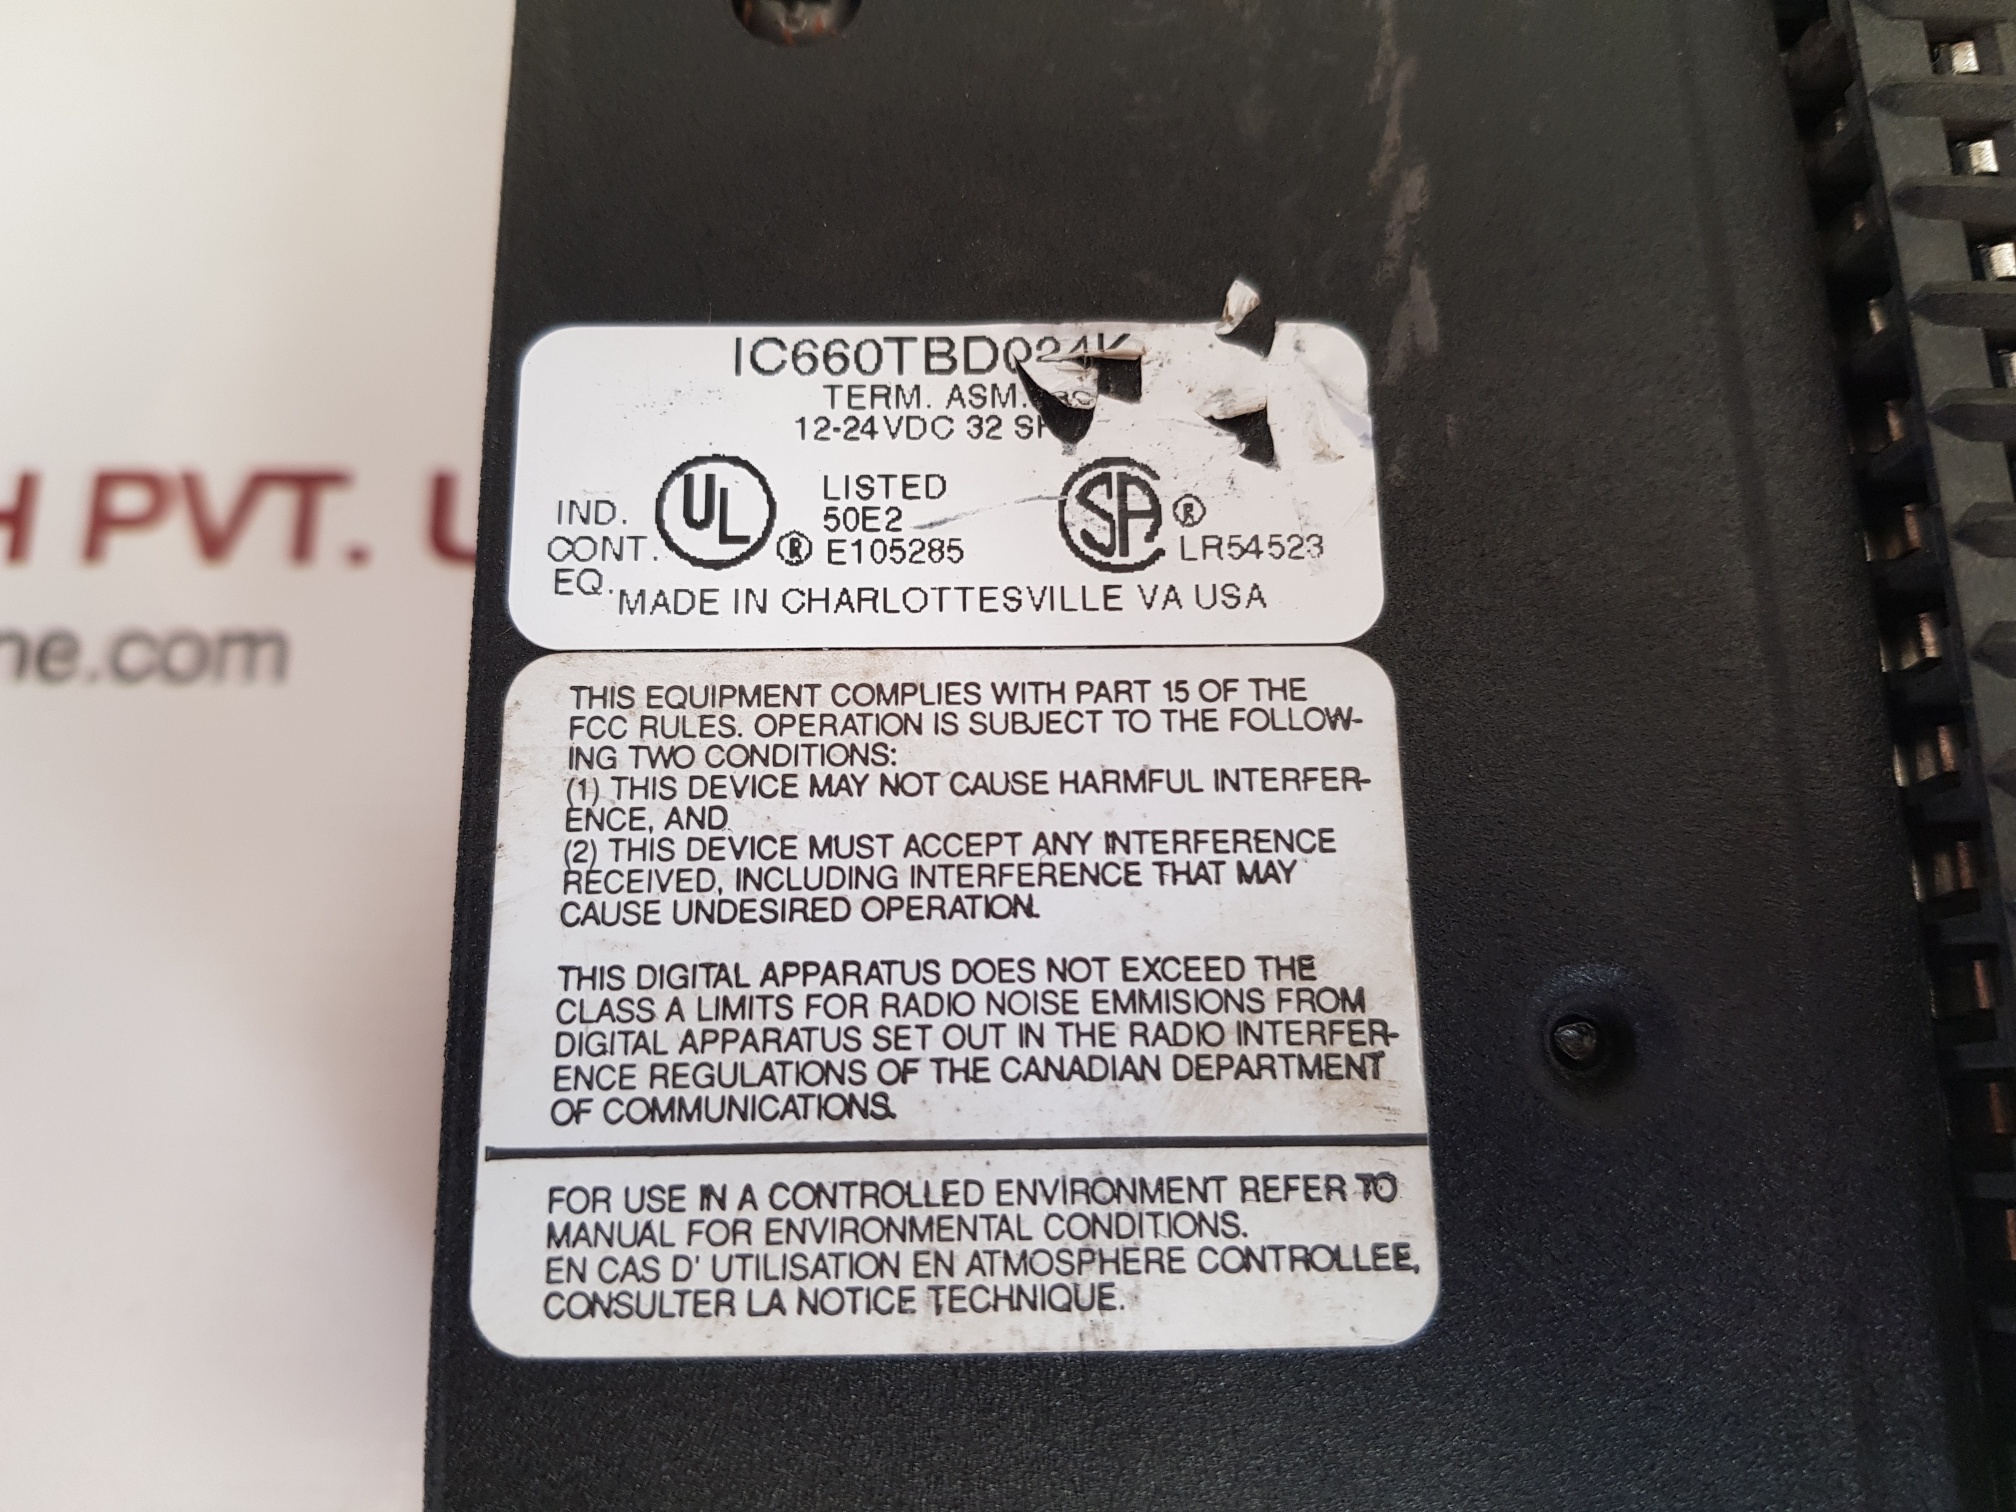 IC660TBD024K
TERM. ASM.
12-24VDC 32
IND.
CONT.
EQ.
UL
®
LISTED
50E2
E105285
SA
®
LR54523
MADE IN CHARLOTTESVILLE VA USA
THIS EQUIPMENT COMPLIES WITH PART 15 OF THE
FCC RULES. OPERATION IS SUBJECT TO THE FOLLOW-
ING TWO CONDITIONS:
(1) THIS DEVICE MAY NOT CAUSE HARMFUL INTERFER-
ENCE, AND
(2) THIS DEVICE MUST ACCEPT ANY INTERFERENCE
RECEIVED, INCLUDING INTERFERENCE THAT MAY
CAUSE UNDESIRED OPERATION.
THIS DIGITAL APPARATUS DOES NOT EXCEED THE
CLASS A LIMITS FOR RADIO NOISE EMMISIONS FROM
DIGITAL APPARATUS SET OUT IN THE RADIO INTERFER-
ENCE REGULATIONS OF THE CANADIAN DEPARTMENT
OF COMMUNICATIONS.
FOR USE IN A CONTROLLED ENVIRONMENT REFER TO
MANUAL FOR ENVIRONMENTAL CONDITIONS.
EN CAS D' UTILISATION EN ATMOSPHERE CONTROLLEE,
CONSULTER LA NOTICE TECHNIQUE.
H PVT.
ne.com